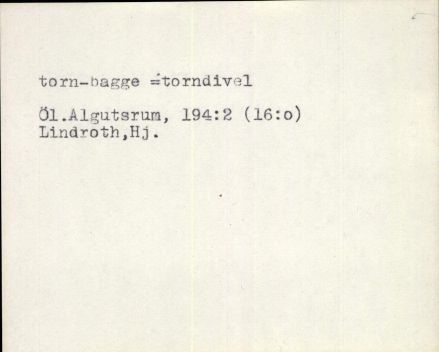 torn-bagge =torndivel
Öl.Algutsrum, 194:2 (16:o)
Lindroth,Hj.